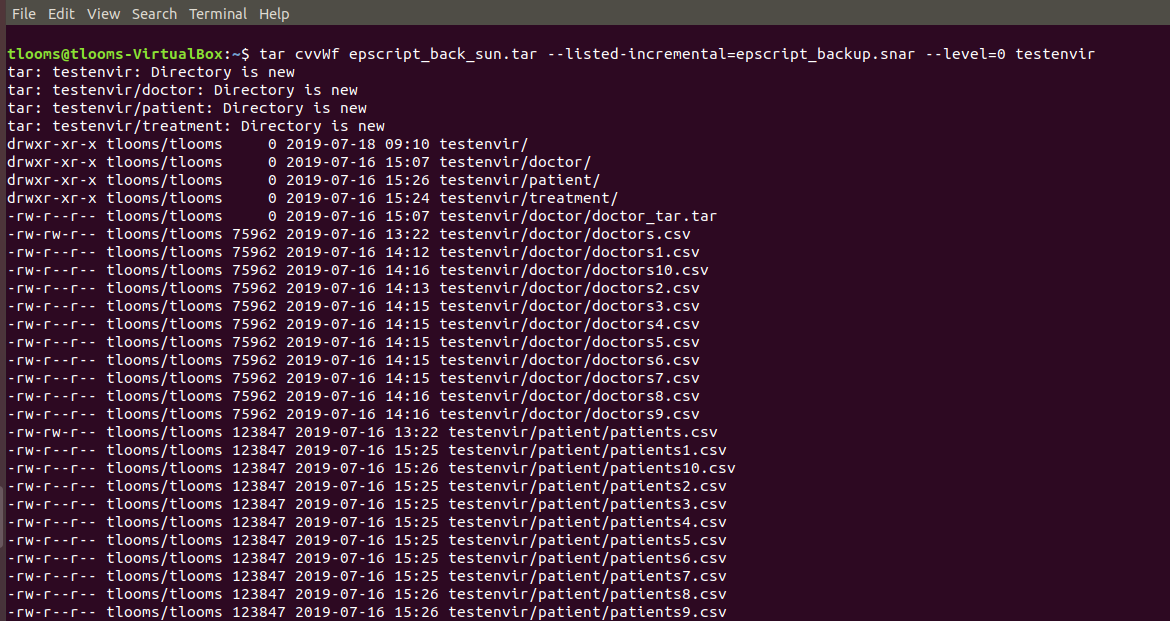 File Edit View Search Terminal Help
tlooms@tlooms-VirtualBox:~$ tar cvvWf epscript_back_sun.tar --listed-incremental=epscript_backup.snar --level=0 testenvir
tar: testenvir: Directory is new
tar: testenvir/doctor: Directory is new
tar: testenvir/patient: Directory is new
tar: testenvir/treatment: Directory is new
drwxr-xr-x tlooms/tlooms     0 2019-07-18 09:10 testenvir/
drwxr-xr-x tlooms/tlooms     0 2019-07-16 15:07 testenvir/doctor/
drwxr-xr-x tlooms/tlooms     0 2019-07-16 15:26 testenvir/patient/
drwxr-xr-x tlooms/tlooms     0 2019-07-16 15:24 testenvir/treatment/
-rw-r--r-- tlooms/tlooms     0 2019-07-16 15:07 testenvir/doctor/doctor_tar.tar
-rw-rw-r-- tlooms/tlooms 75962 2019-07-16 13:22 testenvir/doctor/doctors.csv
-rw-r--r-- tlooms/tlooms 75962 2019-07-16 14:12 testenvir/doctor/doctors1.csv
-rw-r--r-- tlooms/tlooms 75962 2019-07-16 14:16 testenvir/doctor/doctors10.csv
-rw-r--r-- tlooms/tlooms 75962 2019-07-16 14:13 testenvir/doctor/doctors2.csv
-rw-r--r-- tlooms/tlooms 75962 2019-07-16 14:15 testenvir/doctor/doctors3.csv
-rw-r--r-- tlooms/tlooms 75962 2019-07-16 14:15 testenvir/doctor/doctors4.csv
-rw-r--r-- tlooms/tlooms 75962 2019-07-16 14:15 testenvir/doctor/doctors5.csv
-rw-r--r-- tlooms/tlooms 75962 2019-07-16 14:15 testenvir/doctor/doctors6.csv
-rw-r--r-- tlooms/tlooms 75962 2019-07-16 14:15 testenvir/doctor/doctors7.csv
-rw-r--r-- tlooms/tlooms 75962 2019-07-16 14:16 testenvir/doctor/doctors8.csv
-rw-r--r-- tlooms/tlooms 75962 2019-07-16 14:16 testenvir/doctor/doctors9.csv
-rw-rw-r-- tlooms/tlooms 123847 2019-07-16 13:22 testenvir/patient/patients.csv
-rw-r--r-- tlooms/tlooms 123847 2019-07-16 15:25 testenvir/patient/patients1.csv
-rw-r--r-- tlooms/tlooms 123847 2019-07-16 15:26 testenvir/patient/patients10.csv
-rw-r--r-- tlooms/tlooms 123847 2019-07-16 15:25 testenvir/patient/patients2.csv
-rw-r--r-- tlooms/tlooms 123847 2019-07-16 15:25 testenvir/patient/patients3.csv
-rw-r--r-- tlooms/tlooms 123847 2019-07-16 15:25 testenvir/patient/patients4.csv
-rw-r--r-- tlooms/tlooms 123847 2019-07-16 15:25 testenvir/patient/patients5.csv
-rw-r--r-- tlooms/tlooms 123847 2019-07-16 15:25 testenvir/patient/patients6.csv
-rw-r--r-- tlooms/tlooms 123847 2019-07-16 15:25 testenvir/patient/patients7.csv
-rw-r--r-- tlooms/tlooms 123847 2019-07-16 15:26 testenvir/patient/patients8.csv
-rw-r--r-- tlooms/tlooms 123847 2019-07-16 15:26 testenvir/patient/patients9.csv